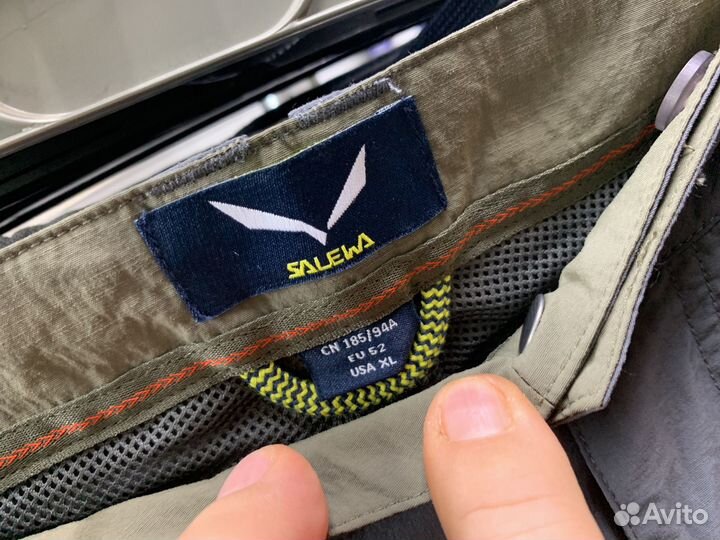 SALEWA
CN 185/94A
EU 52
USA XL
Avito